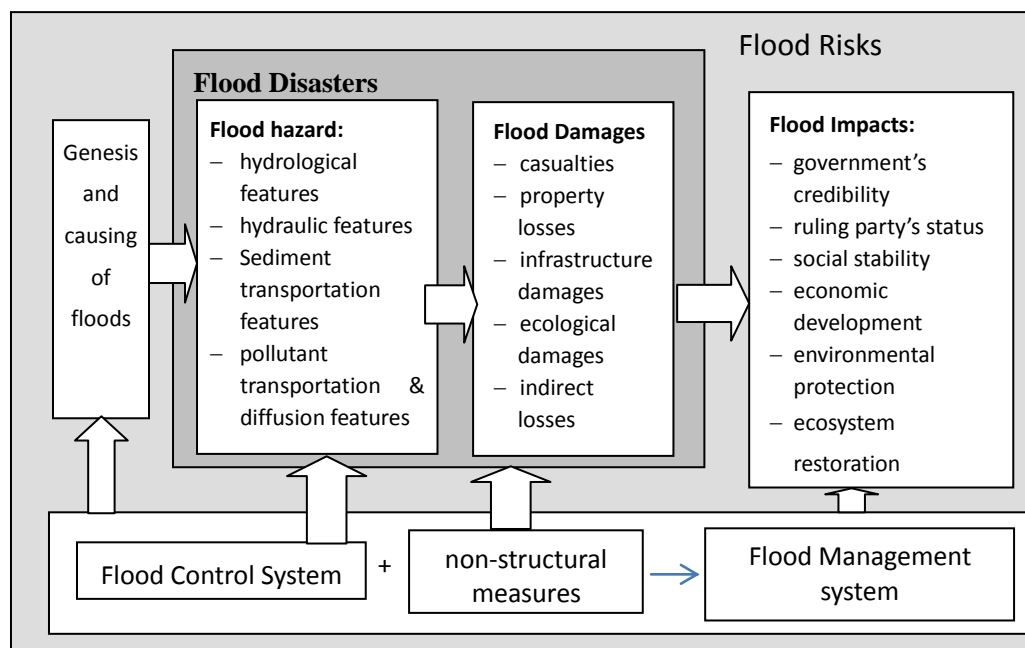 Flood Risks
Flood Disasters
Genesis
and
causing
of
floods
Flood hazard:
– hydrological
features
– hydraulic features
– Sediment
transportation
features
– pollutant
transportation &
diffusion features
Flood Damages
– casualties
– property
losses
– infrastructure
damages
– ecological
damages
– indirect
losses
Flood Impacts:
– government’s
credibility
– ruling party’s status
– social stability
– economic
development
– environmental
protection
– ecosystem
restoration
Flood Control System
+
non-structural
measures
Flood Management
system